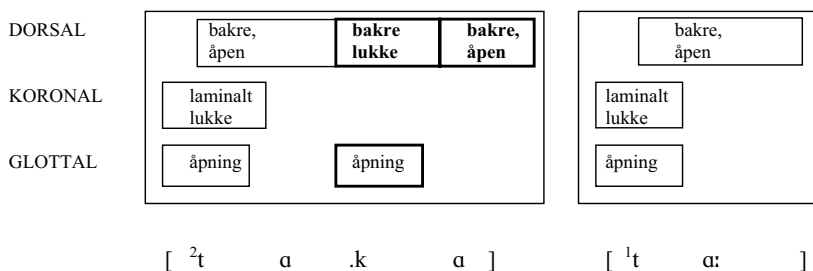 DORSAL bakre, bakre bakre, bakre,
åpen lukke åpen åpen
KORONAL laminalt laminalt
lukke lukke
GLOTTAL åpning åpning åpning
[ ²t ɑ .k ɑ ] [ ¹t ɑː ]